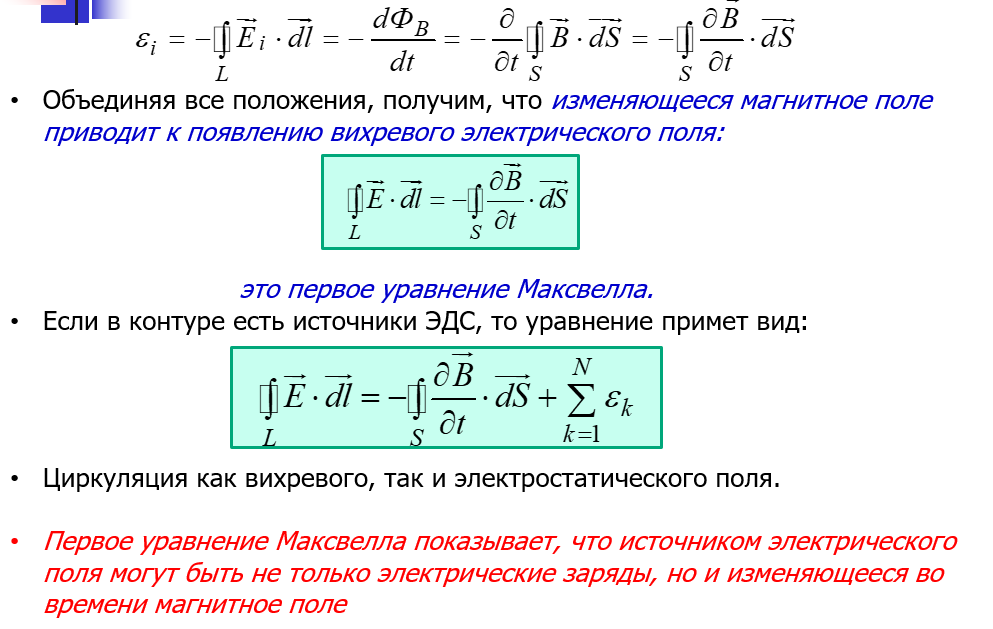 εᵢ = −∮_L E⃗ᵢ · dl⃗ = − dΦ_B/dt = − ∂/∂t ∮_S B⃗ · dS⃗ = −∮_S ∂B⃗/∂t · dS⃗
• Объединяя все положения, получим, что изменяющееся магнитное поле
приводит к появлению вихревого электрического поля:
∮_L E⃗ · dl⃗ = −∮_S ∂B⃗/∂t · dS⃗
это первое уравнение Максвелла.
• Если в контуре есть источники ЭДС, то уравнение примет вид:
∮_L E⃗ · dl⃗ = −∮_S ∂B⃗/∂t · dS⃗ + ∑_{k=1}^{N} ε_k
• Циркуляция как вихревого, так и электростатического поля.
• Первое уравнение Максвелла показывает, что источником электрического
поля могут быть не только электрические заряды, но и изменяющееся во
времени магнитное поле